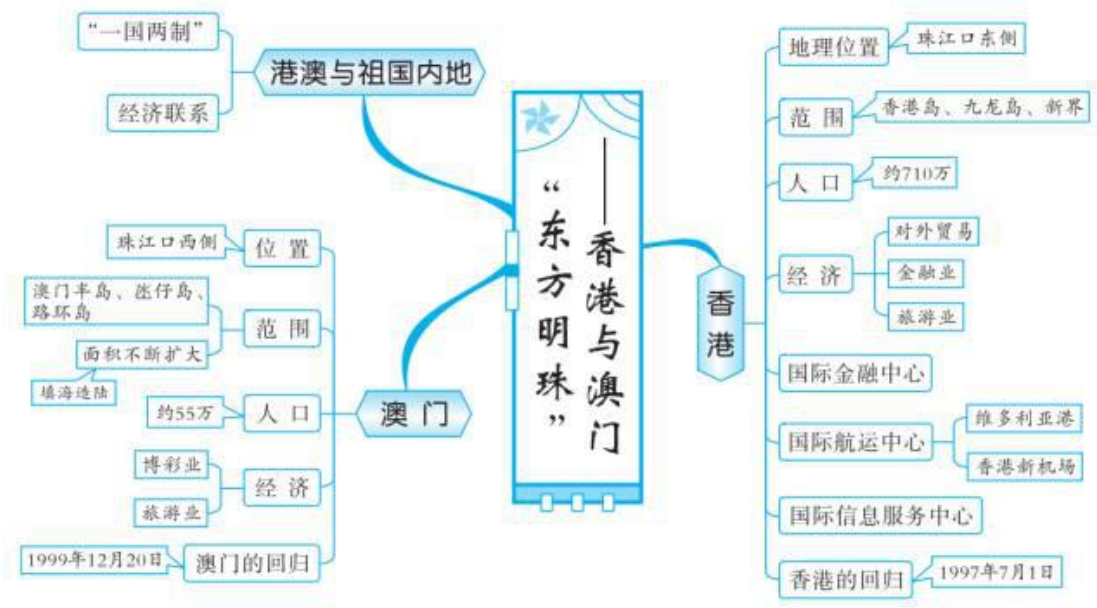 “东方明珠”
——香港与澳门
港澳与祖国内地
“一国两制”
经济联系
澳门
位置
珠江口西侧
范围
澳门半岛、氹仔岛、
路环岛
面积不断扩大
填海造陆
人口
约55万
经济
博彩业
旅游业
澳门的回归
1999年12月20日
香港
地理位置
珠江口东侧
范围
香港岛、九龙岛、新界
人口
约710万
经济
对外贸易
金融业
旅游业
国际金融中心
国际航运中心
维多利亚港
香港新机场
国际信息服务中心
香港的回归
1997年7月1日